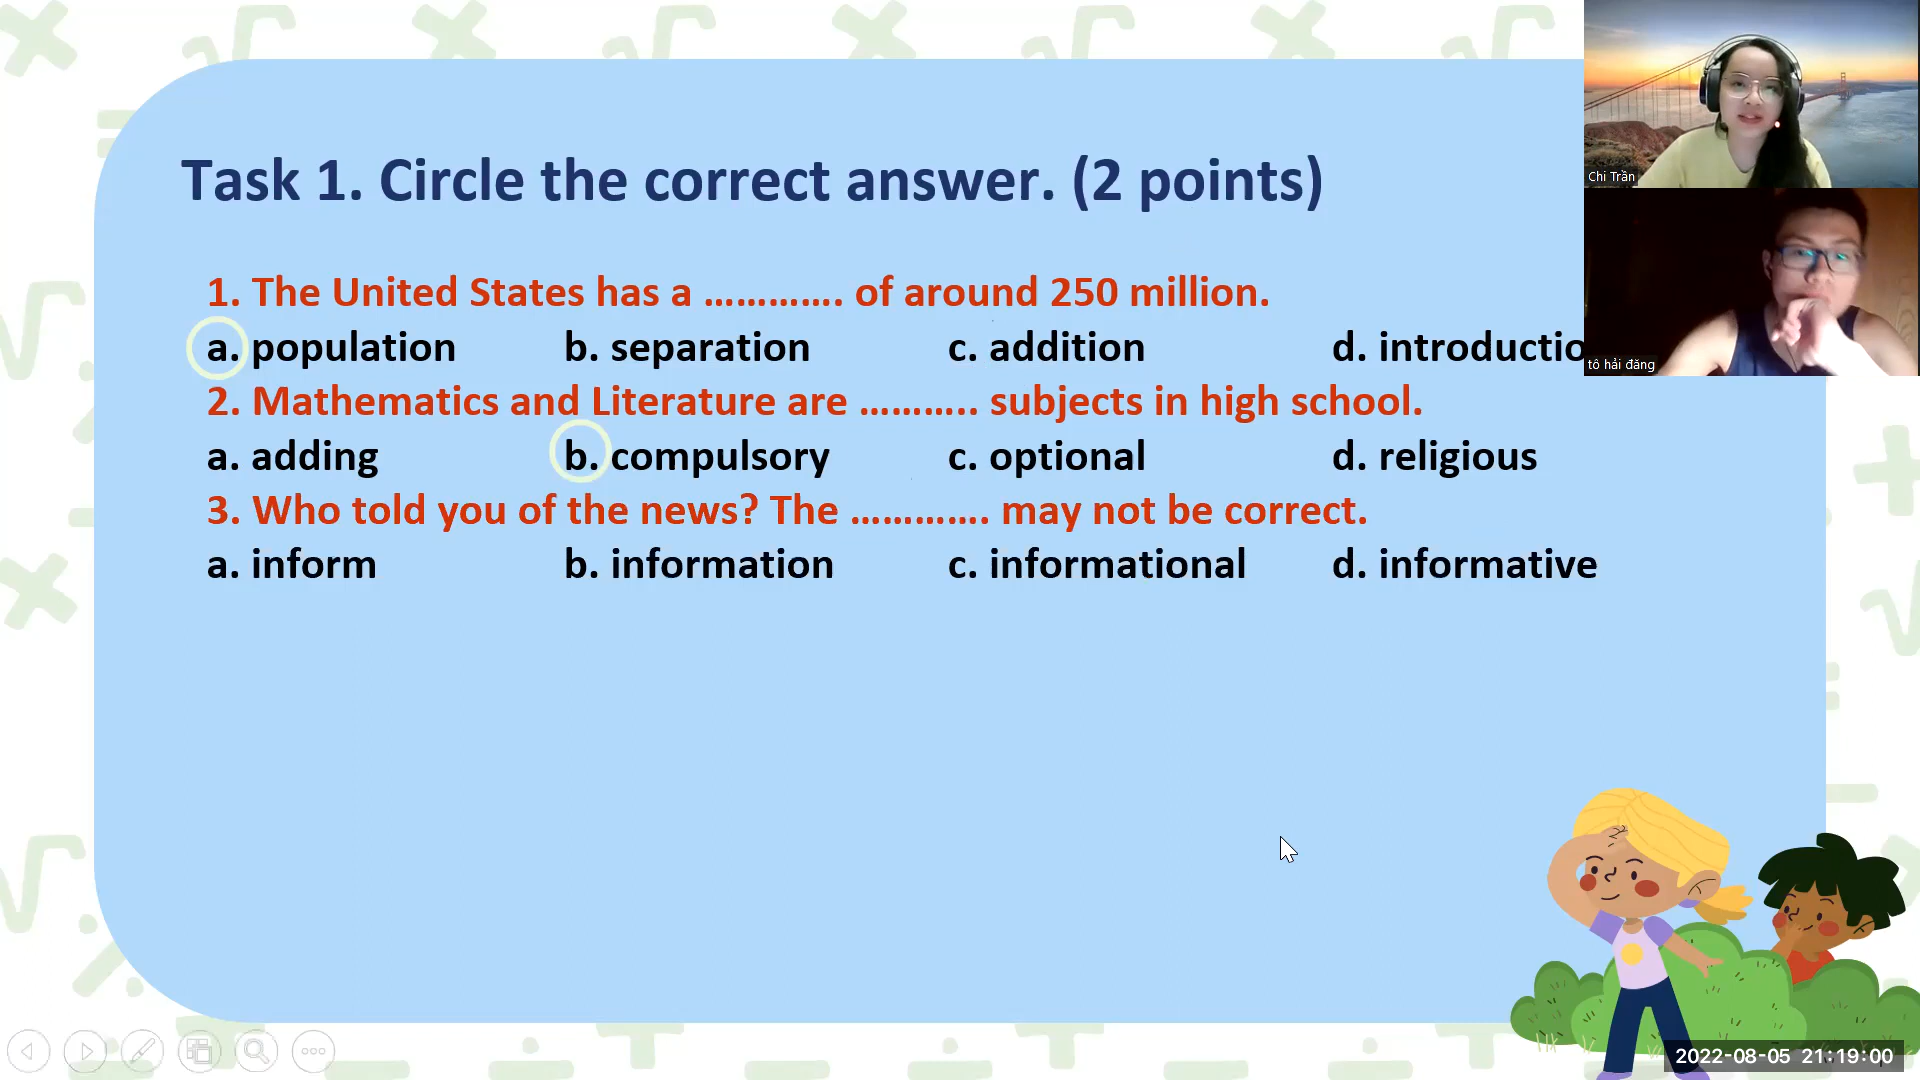 Task 1. Circle the correct answer. (2 points)
1. The United States has a …………. of around 250 million.
a. population b. separation c. addition d. introductio
2. Mathematics and Literature are ……….. subjects in high school.
a. adding b. compulsory c. optional d. religious
3. Who told you of the news? The …………. may not be correct.
a. inform b. information c. informational d. informative
Chi Trần
tô hải đăng
2022-08-05 21:19:00